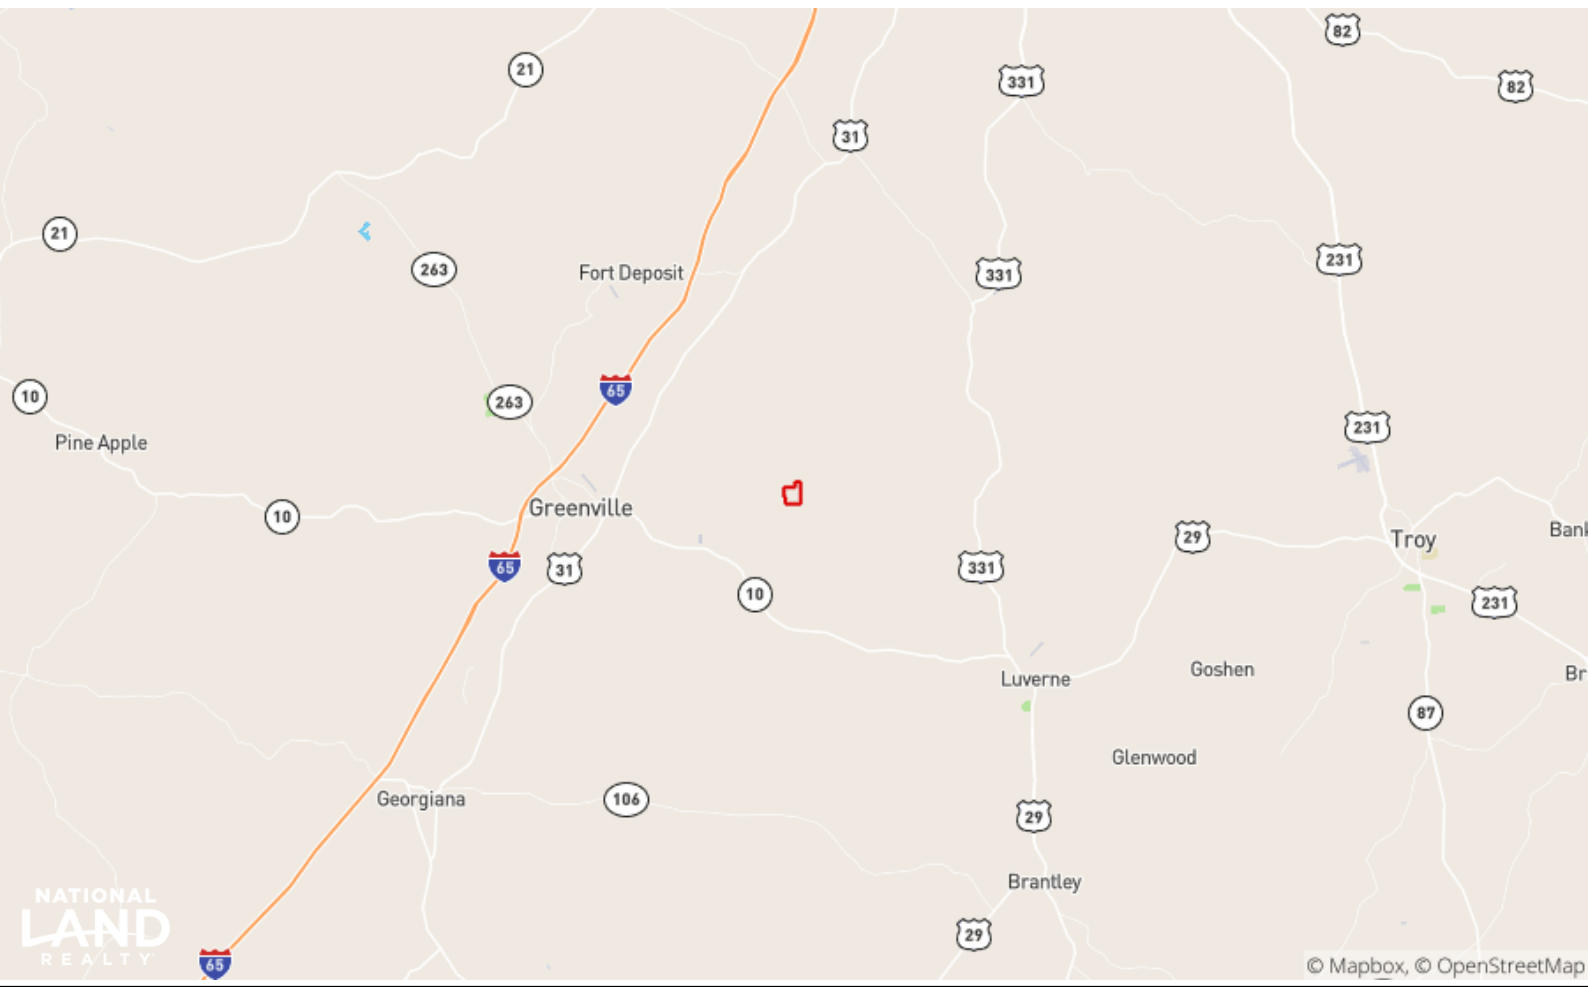 82
21
331
82
31
21
231
263
Fort Deposit
331
65
10
263
231
Pine Apple
Greenville
10
Troy
Bank
29
65
31
331
10
231
Goshen
Br
Luverne
87
Glenwood
Georgiana
106
29
Brantley
NATIONAL
LAND
REALTY
29
65
© Mapbox, © OpenStreetMap